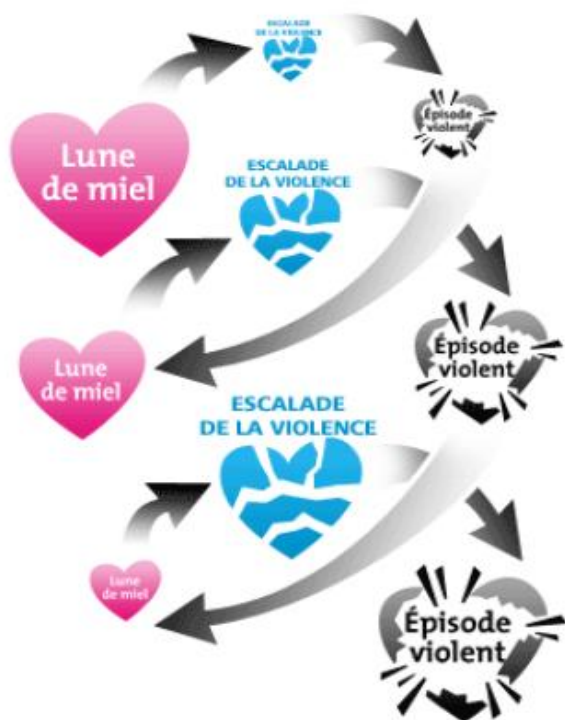 ESCALADE
DE LA VIOLENCE
Épisode
violent
Lune
de miel
ESCALADE
DE LA VIOLENCE
Épisode
violent
Lune
de miel
ESCALADE
DE LA VIOLENCE
Lune
de miel
Épisode
violent